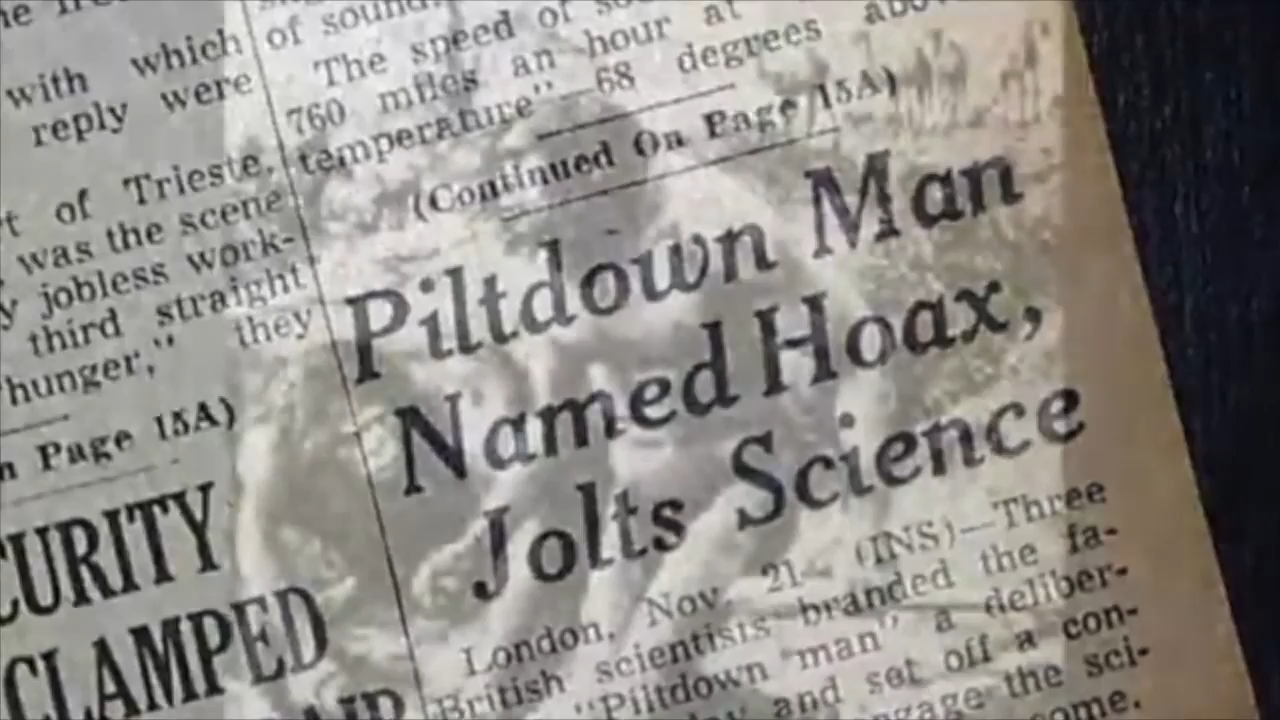 with which
reply were
of Trieste,
was the scene
jobless work-
third straight
hunger," they
Page 15A)
CURITY
CLAMPED
of sound.
The speed of
760 miles an hour at
temperature"—68 degrees
(Continued On Page 15A)
Piltdown Man
Named Hoax,
Jolts Science
London, Nov. 21 (INS)—Three
British scientists branded the fa-
"Piltdown man" a deliber-
and set off a con-
the sci-